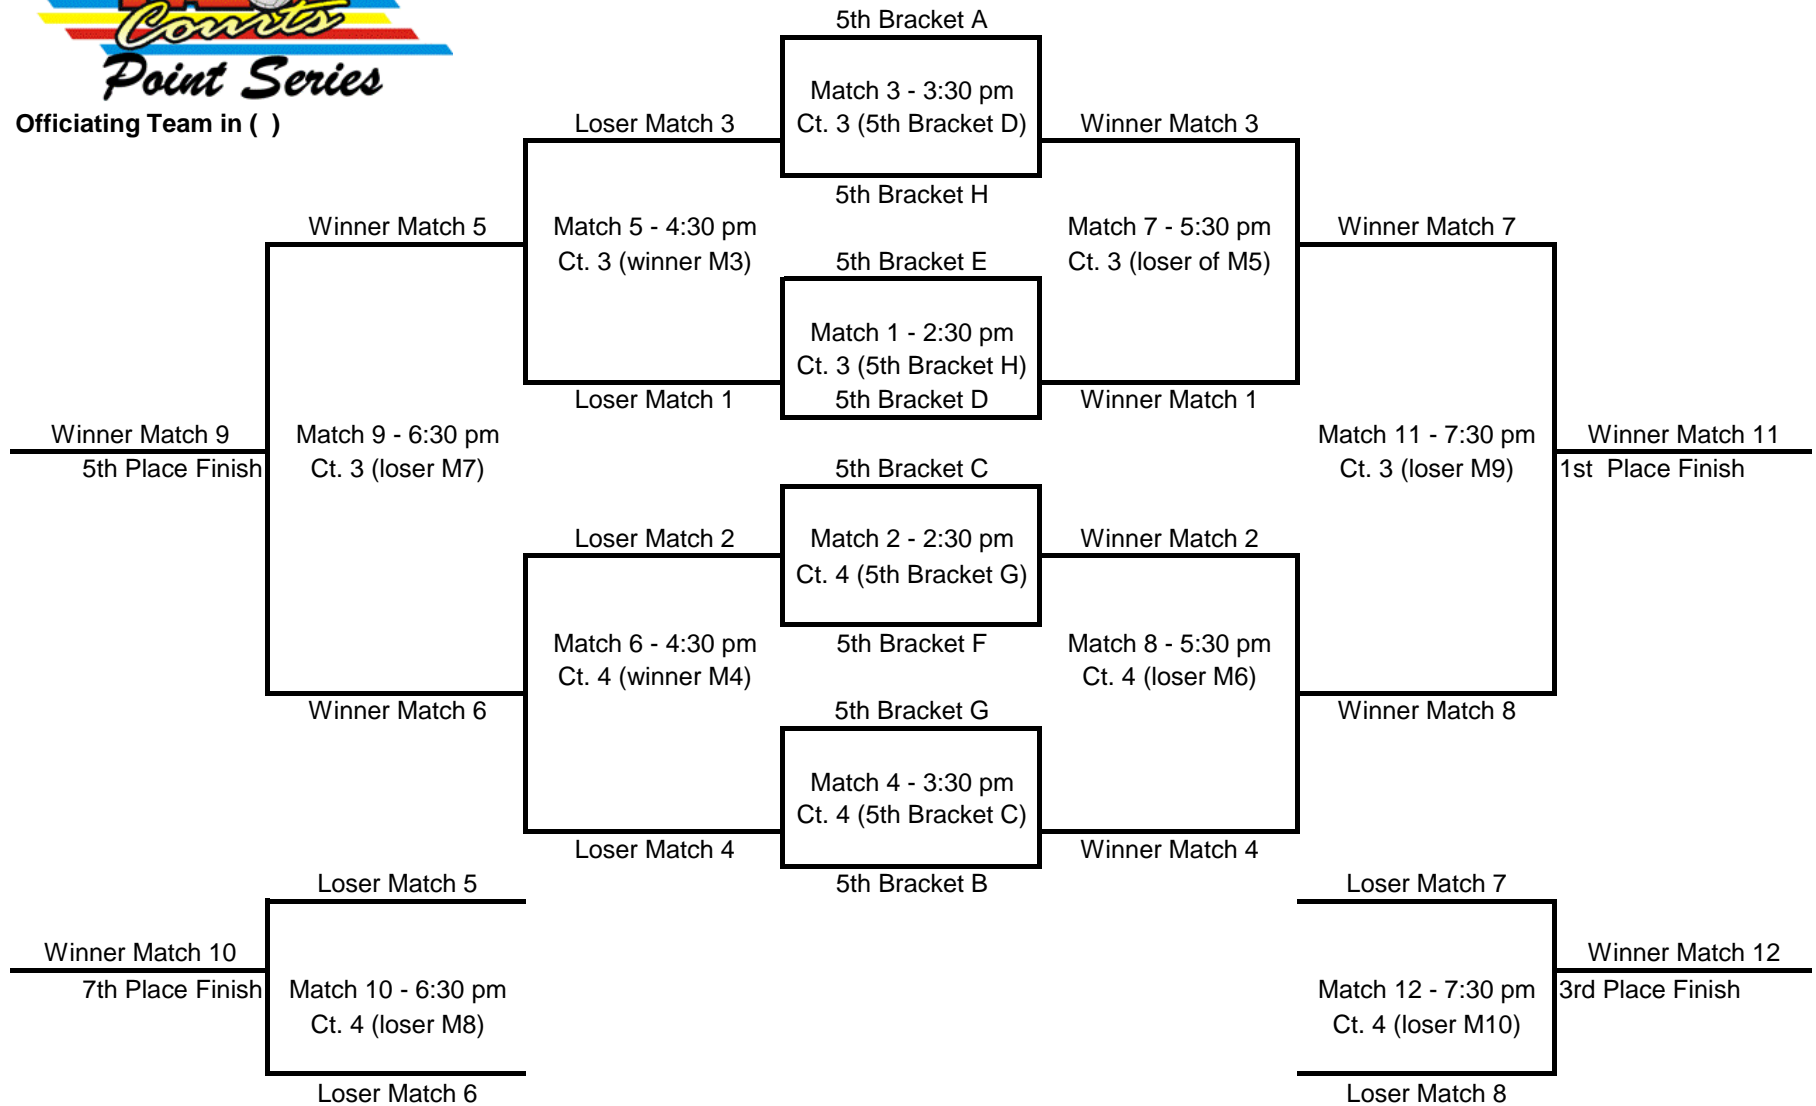 Courts
Point Series
Officiating Team in ( )
5th Bracket A
Match 3 - 3:30 pm
Ct. 3 (5th Bracket D)
Loser Match 3
Winner Match 3
5th Bracket H
Winner Match 5
Match 5 - 4:30 pm
Ct. 3 (winner M3)
Match 7 - 5:30 pm
Ct. 3 (loser of M5)
Winner Match 7
5th Bracket E
Match 1 - 2:30 pm
Ct. 3 (5th Bracket H)
Loser Match 1
5th Bracket D
Winner Match 1
Winner Match 9
5th Place Finish
Match 9 - 6:30 pm
Ct. 3 (loser M7)
Match 11 - 7:30 pm
Ct. 3 (loser M9)
Winner Match 11
1st  Place Finish
5th Bracket C
Loser Match 2
Match 2 - 2:30 pm
Ct. 4 (5th Bracket G)
Winner Match 2
5th Bracket F
Match 6 - 4:30 pm
Ct. 4 (winner M4)
Match 8 - 5:30 pm
Ct. 4 (loser M6)
Winner Match 6
5th Bracket G
Winner Match 8
Match 4 - 3:30 pm
Ct. 4 (5th Bracket C)
Loser Match 4
Winner Match 4
5th Bracket B
Loser Match 5
Loser Match 7
Winner Match 10
7th Place Finish
Match 10 - 6:30 pm
Ct. 4 (loser M8)
Match 12 - 7:30 pm
Ct. 4 (loser M10)
Winner Match 12
3rd Place Finish
Loser Match 6
Loser Match 8